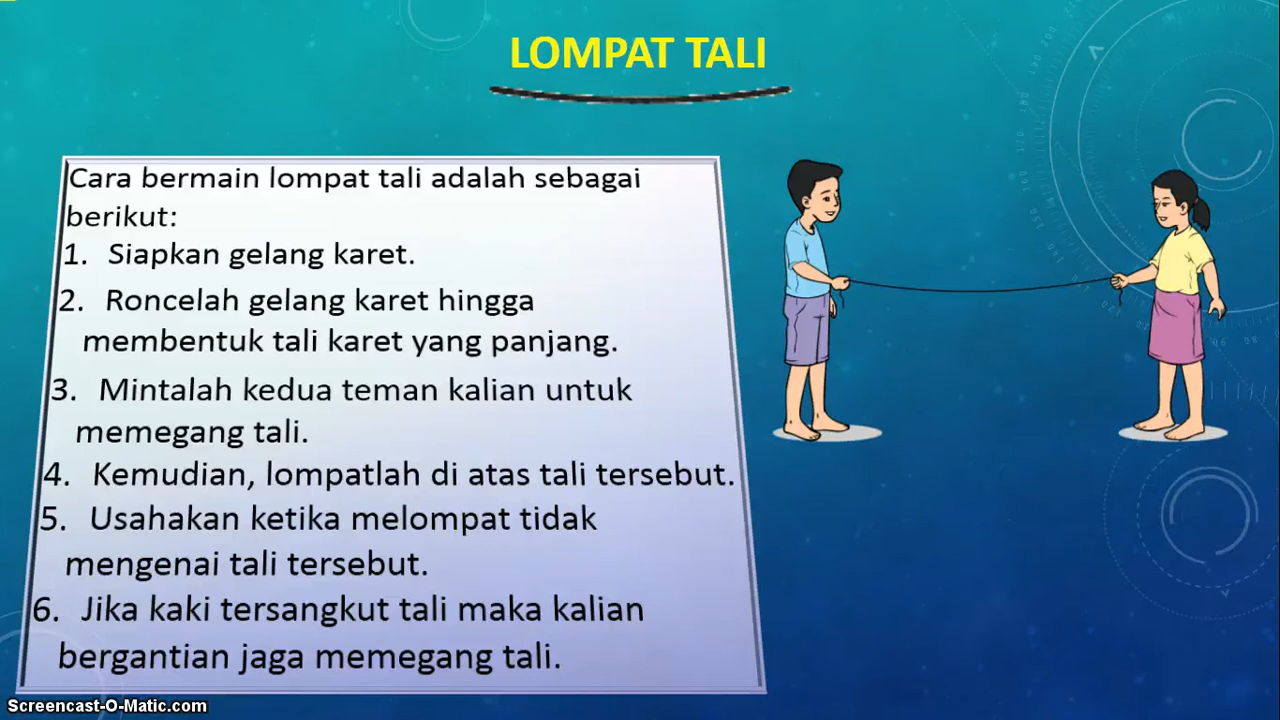 LOMPAT TALI
Cara bermain lompat tali adalah sebagai
berikut:
1. Siapkan gelang karet.
2. Roncelah gelang karet hingga
membentuk tali karet yang panjang.
3. Mintalah kedua teman kalian untuk
memegang tali.
4. Kemudian, lompatlah di atas tali tersebut.
5. Usahakan ketika melompat tidak
mengenai tali tersebut.
6. Jika kaki tersangkut tali maka kalian
bergantian jaga memegang tali.
Screencast-O-Matic.com